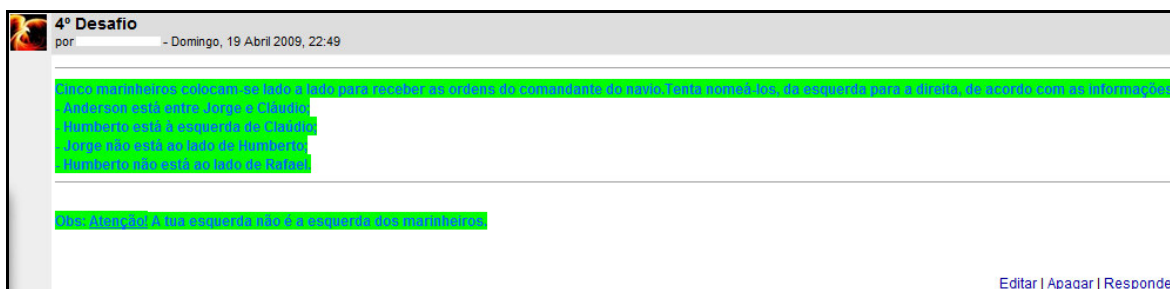 4º Desafio
por - Domingo, 19 Abril 2009, 22:49
Cinco marinheiros colocam-se lado a lado para receber as ordens do comandante do navio.Tenta nomeá-los, da esquerda para a direita, de acordo com as informações
- Anderson está entre Jorge e Cláudio;
- Humberto está à esquerda de Claúdio;
- Jorge não está ao lado de Humberto;
- Humberto não está ao lado de Rafael.
Obs: Atenção! A tua esquerda não é a esquerda dos marinheiros.
Editar | Apagar | Responde